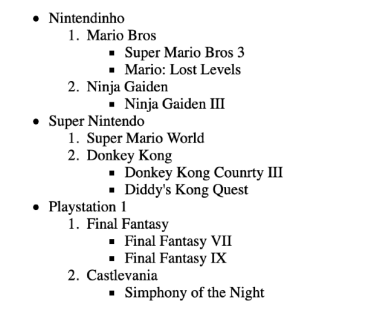 • Nintendinho
1. Mario Bros
▪ Super Mario Bros 3
▪ Mario: Lost Levels
2. Ninja Gaiden
▪ Ninja Gaiden III
• Super Nintendo
1. Super Mario World
2. Donkey Kong
▪ Donkey Kong Counrty III
▪ Diddy's Kong Quest
• Playstation 1
1. Final Fantasy
▪ Final Fantasy VII
▪ Final Fantasy IX
2. Castlevania
▪ Simphony of the Night